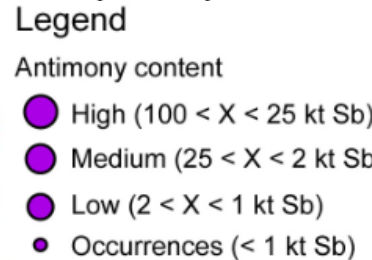 Legend
Antimony content
High (100 < X < 25 kt Sb)
Medium (25 < X < 2 kt Sb
Low (2 < X < 1 kt Sb)
Occurrences (< 1 kt Sb)